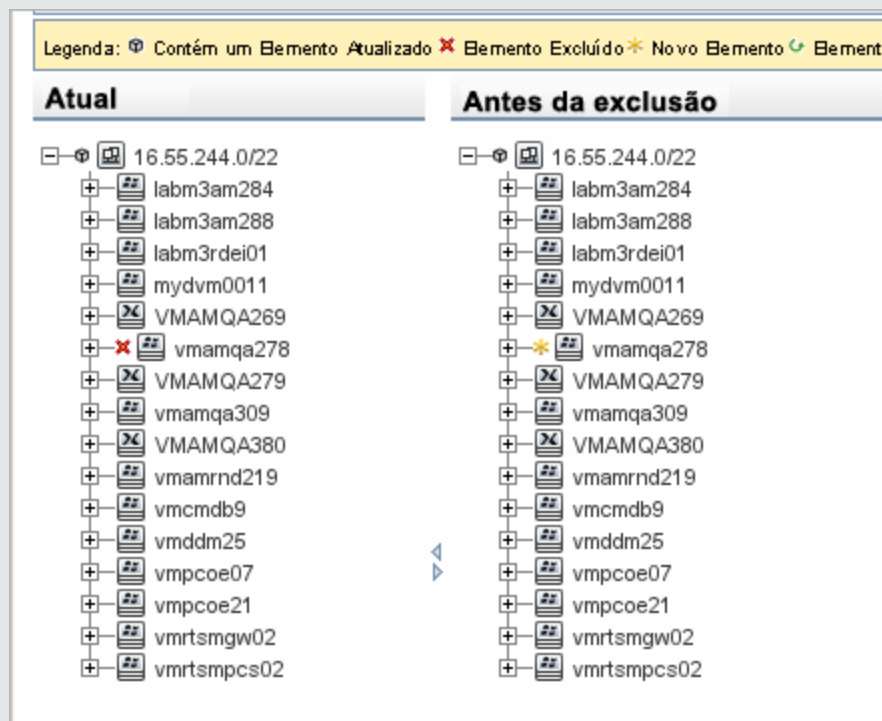 Legenda: Contém um Elemento Atualizado Elemento Excluído Novo Elemento Element
Atual
16.55.244.0/22
labm3am284
labm3am288
labm3rdei01
mydvm0011
VMAMQA269
vmamqa278
VMAMQA279
vmamqa309
VMAMQA380
vmamrnd219
vmcmdb9
vmddm25
vmpcoe07
vmpcoe21
vmrtsmgw02
vmrtsmpcs02
Antes da exclusão
16.55.244.0/22
labm3am284
labm3am288
labm3rdei01
mydvm0011
VMAMQA269
vmamqa278
VMAMQA279
vmamqa309
VMAMQA380
vmamrnd219
vmcmdb9
vmddm25
vmpcoe07
vmpcoe21
vmrtsmgw02
vmrtsmpcs02